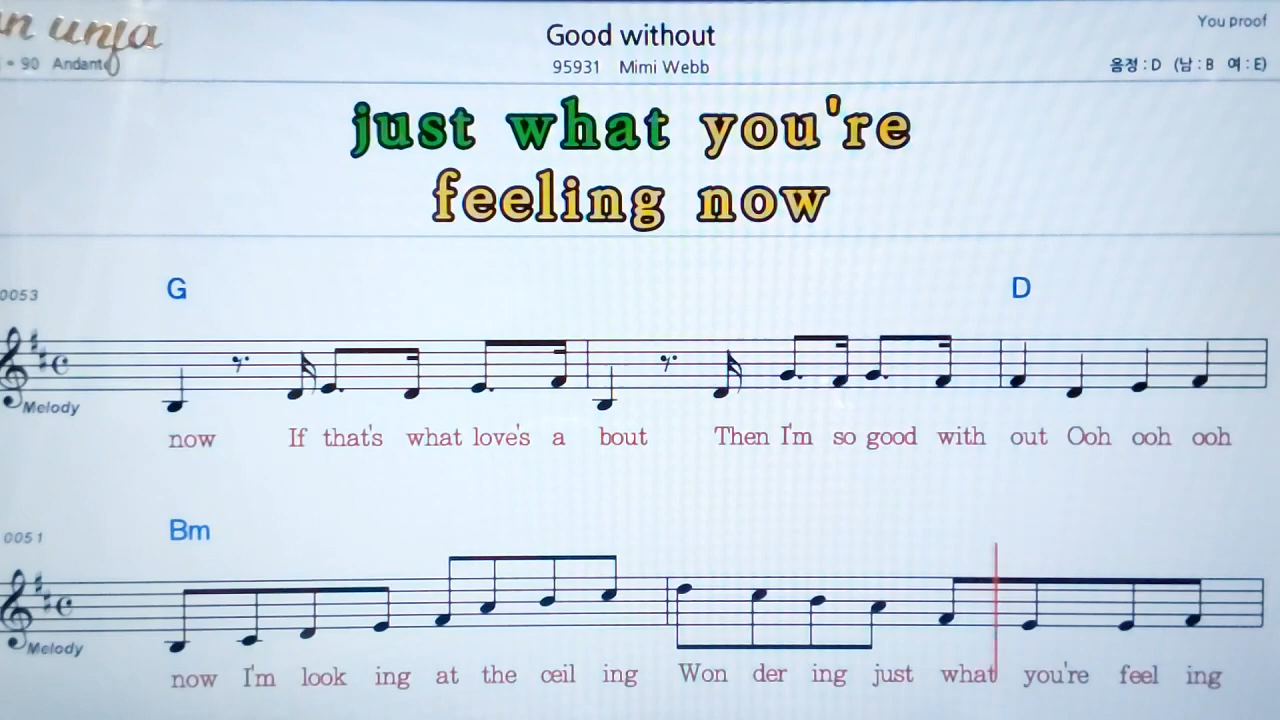 You proof
Good without
= 90 Andante
95931 Mimi Webb
음정 : D (남 : B 여 : E)
just what you're
feeling now
0053
G
D
Melody
now If that's what love's a bout Then I'm so good with out Ooh ooh ooh
0051
Bm
Melody
now I'm look ing at the ceil ing Won der ing just what you're feel ing